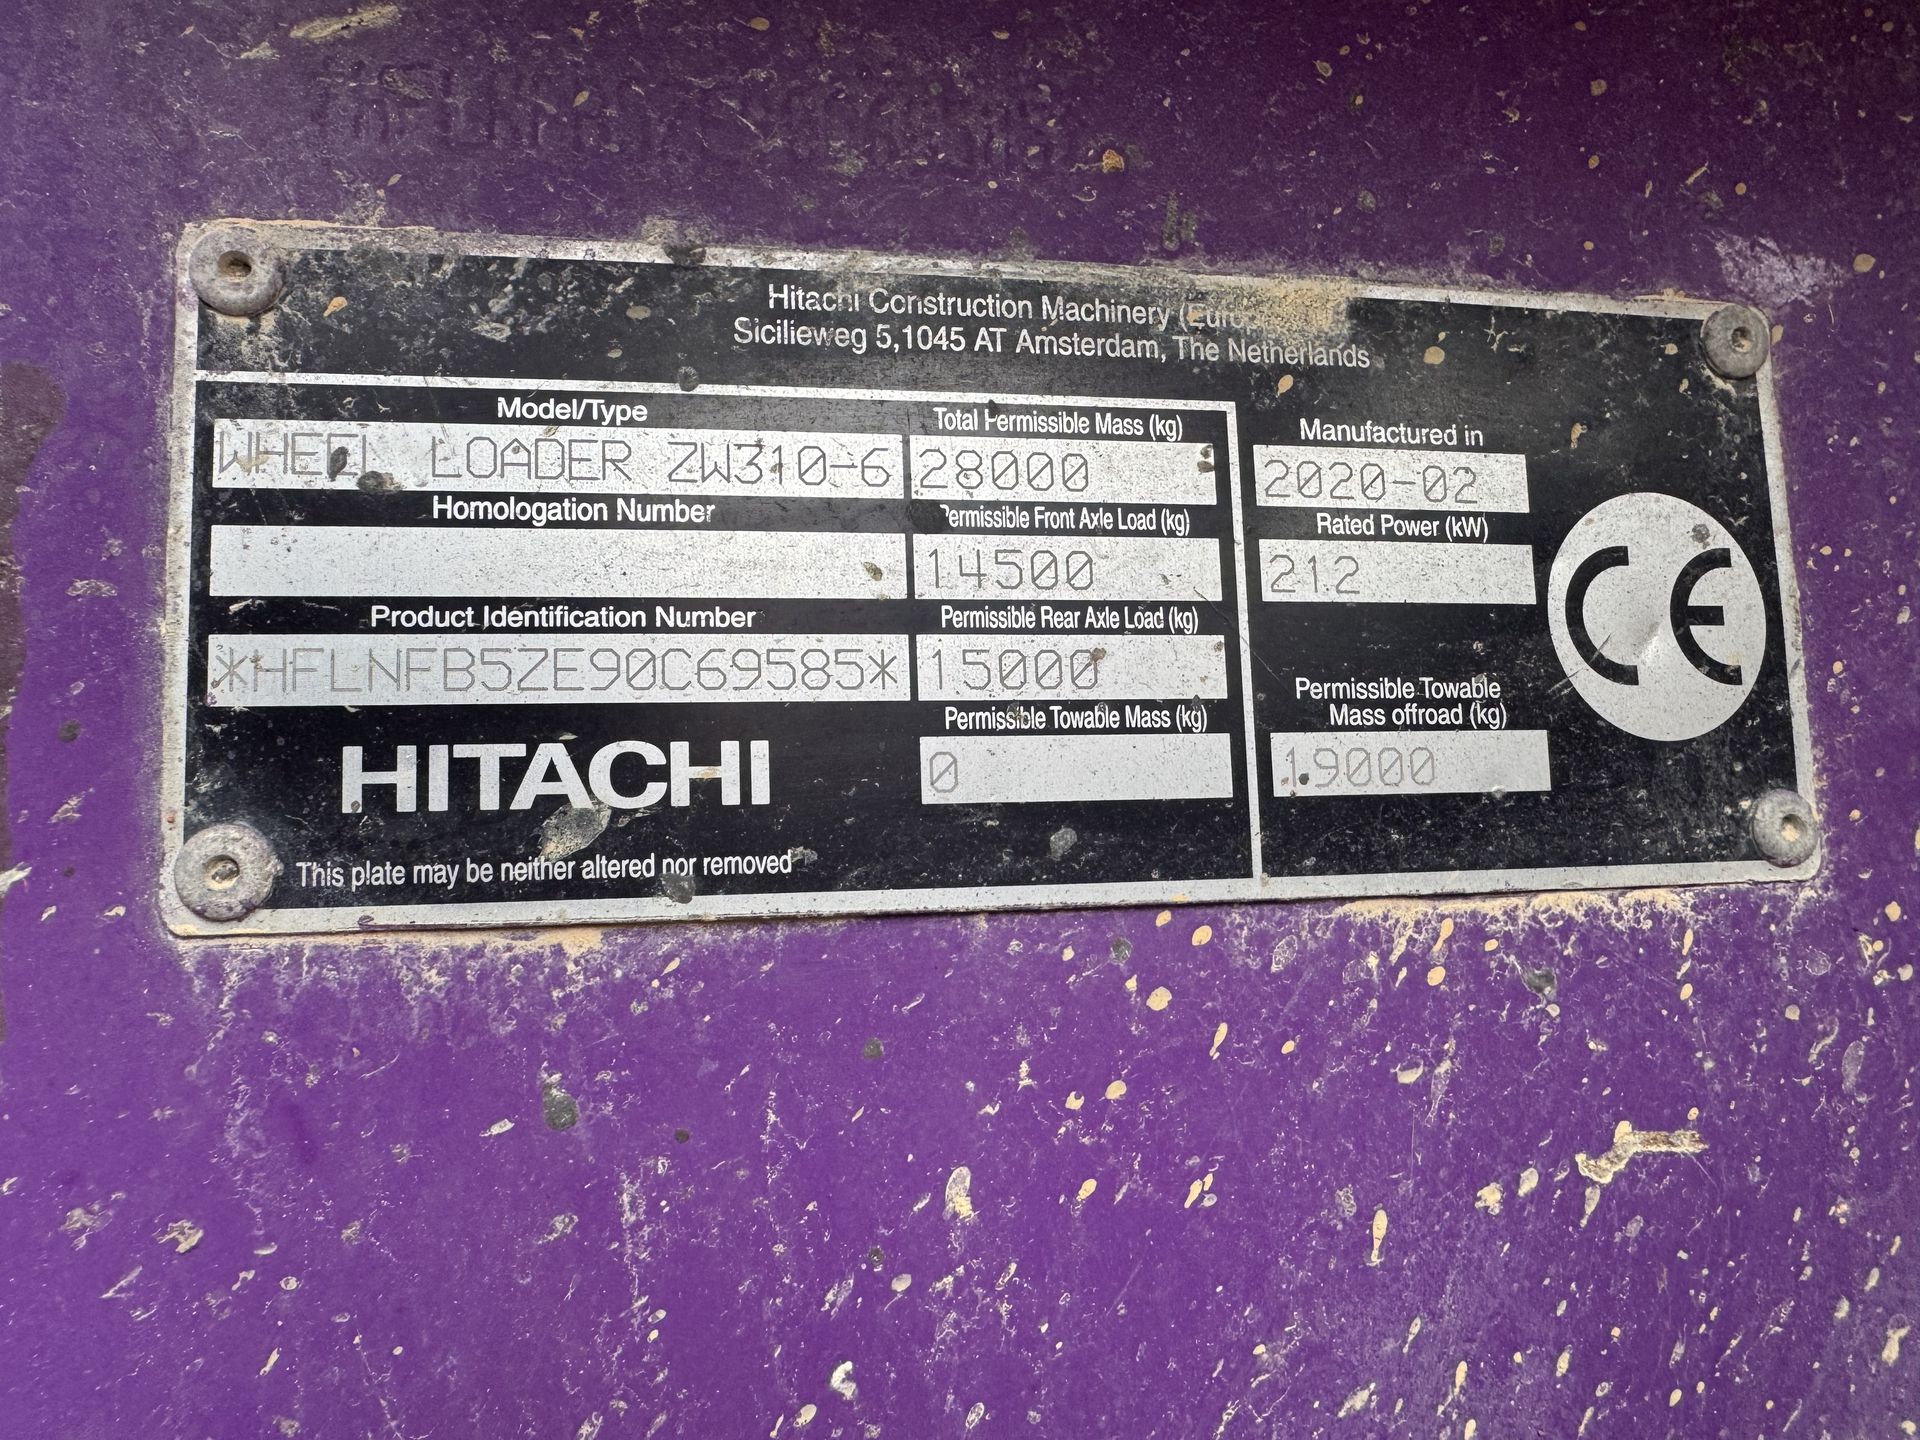 Hitachi Construction Machinery
Sicilieweg 5,1045 AT Amsterdam, The Netherlands
Model/Type
WHEEL LOADER ZW310-6
Homologation Number
Product Identification Number
*HFLNFB5ZE90C69585*
HITACHI
This plate may be neither altered nor removed
Total Permissible Mass (kg)
28000
Permissible Front Axle Load (kg)
14500
Permissible Rear Axle Load (kg)
15000
Permissible Towable Mass (kg)
0
Manufactured in
2020-02
Rated Power (kW)
212
Permissible Towable
Mass offroad (kg)
19000
CE